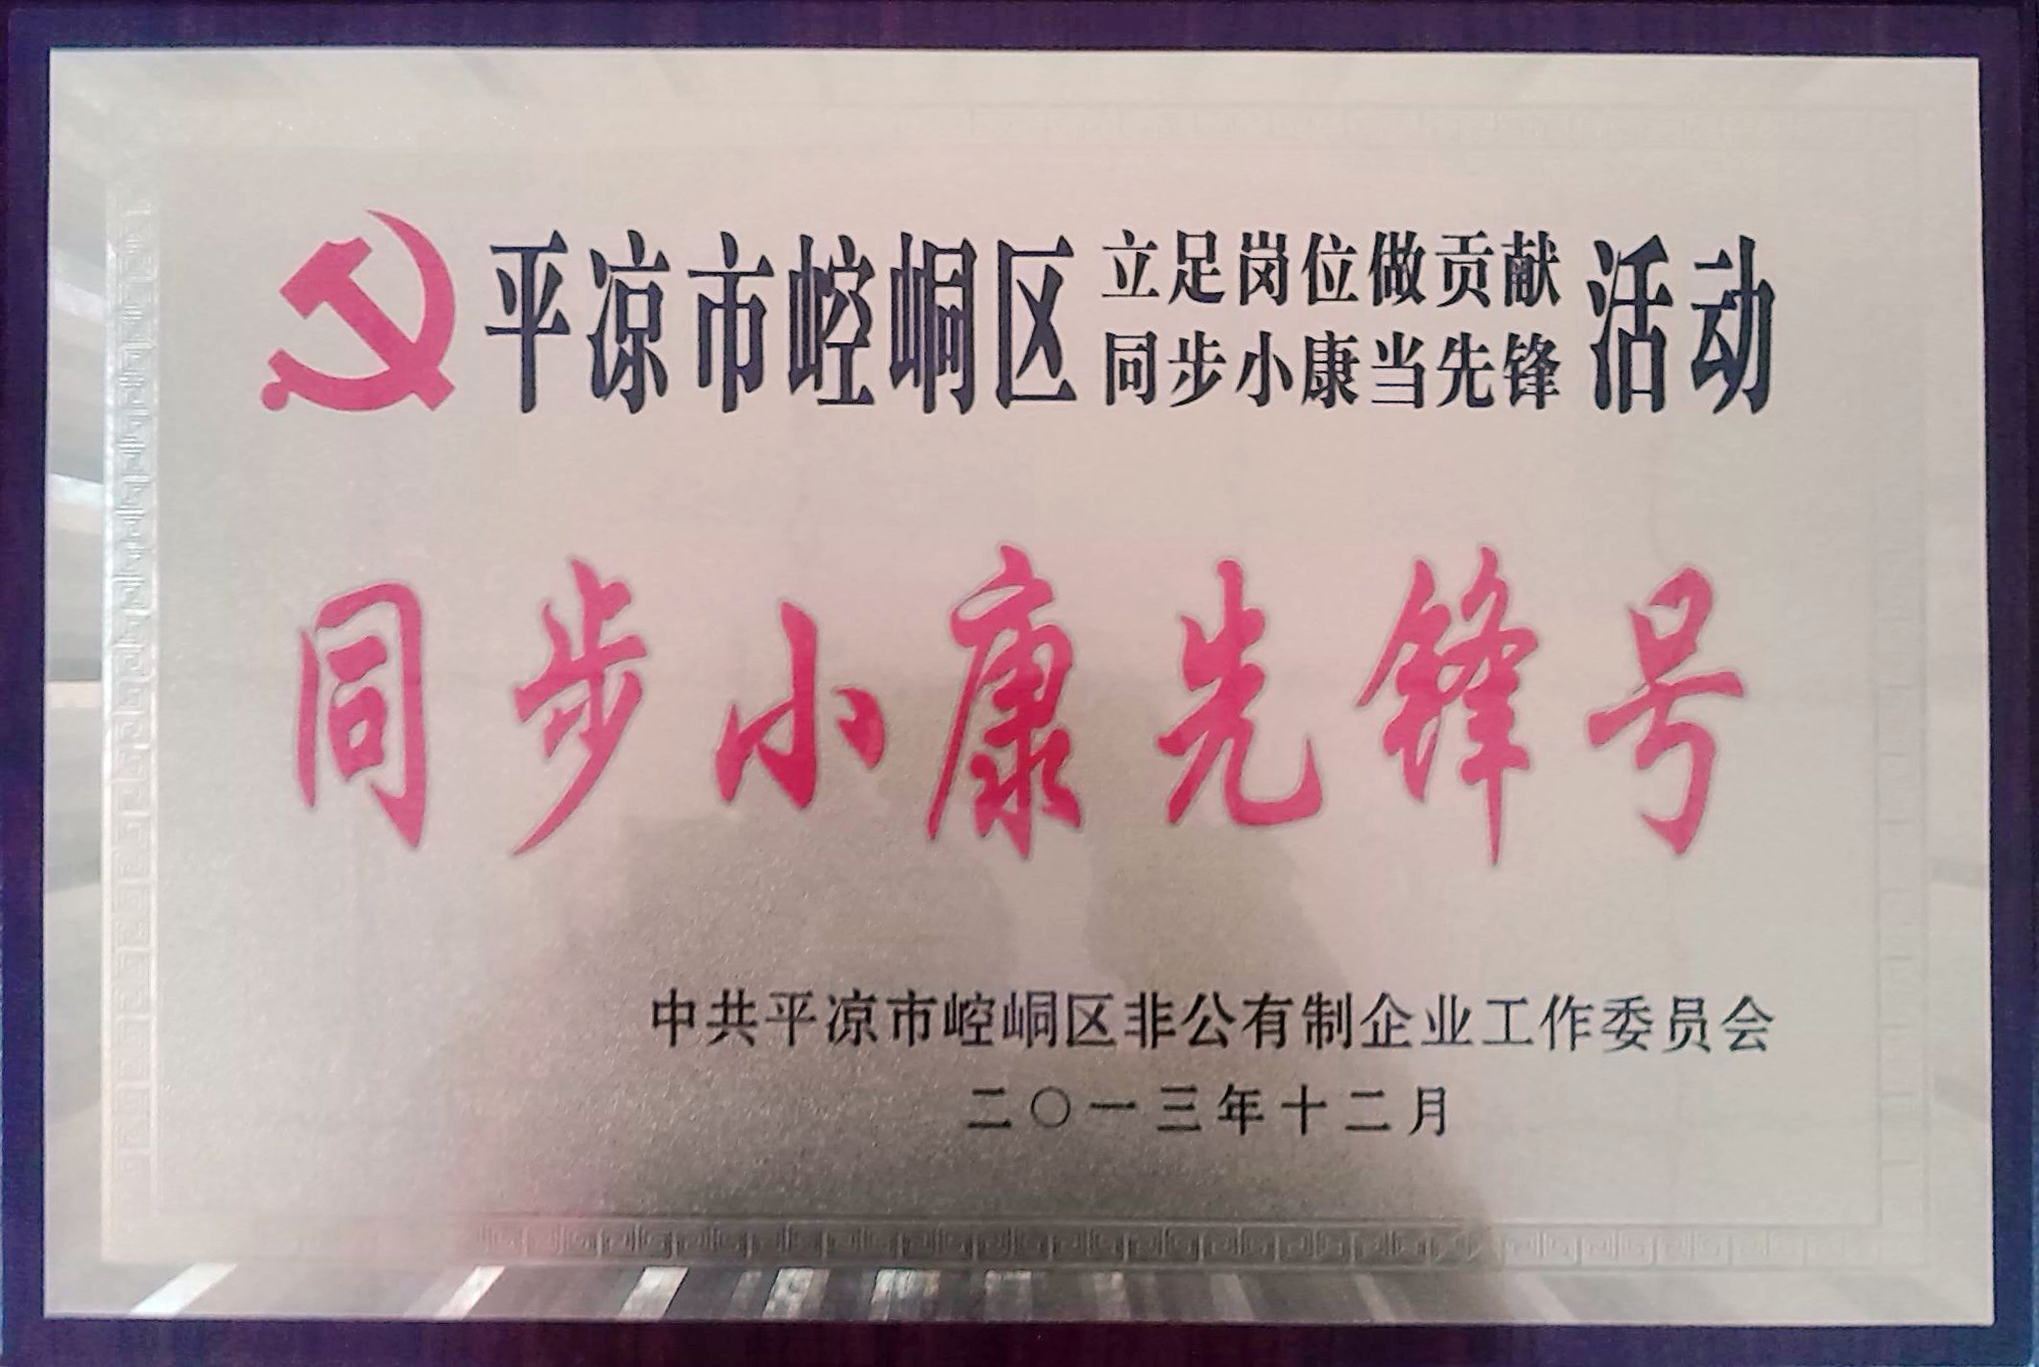 平凉市崆峒区 立足岗位做贡献 活动
同步小康当先锋
同步小康先锋号
中共平凉市崆峒区非公有制企业工作委员会
二〇一三年十二月